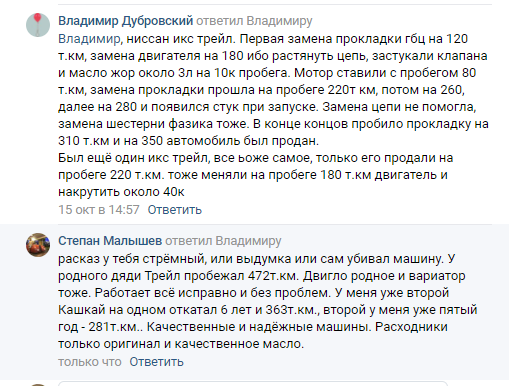 Владимир Дубровский ответил Владимиру
Владимир, ниссан икс трейл. Первая замена прокладки гбц на 120
т.км, замена двигателя на 180 ибо растянуть цепь, застукали клапана
и масло жор около 3л на 10к пробега. Мотор ставили с пробегом 80
т.км, замена прокладки прошла на пробеге 220т км, потом на 260,
далее на 280 и появился стук при запуске. Замена цепи не помогла,
замена шестерни фазика тоже. В конце концов пробило прокладку на
310 т.км и на 350 автомобиль был продан.
Был ещё один икс трейл, все ьоже самое, только его продали на
пробеге 220 т.км. тоже меняли на пробеге 180 т.км двигатель и
накрутить около 40к
15 окт в 14:57 Ответить
Степан Малышев ответил Владимиру
расказ у тебя стрёмный, или выдумка или сам убивал машину. У
родного дяди Трейл пробежал 472т.км. Двигло родное и вариатор
тоже. Работает всё исправно и без проблем. У меня уже второй
Кашкай на одном откатал 6 лет и 363т.км., второй у меня уже пятый
год - 281т.км.. Качественные и надёжные машины. Расходники
только оригинал и качественное масло.
только что Ответить